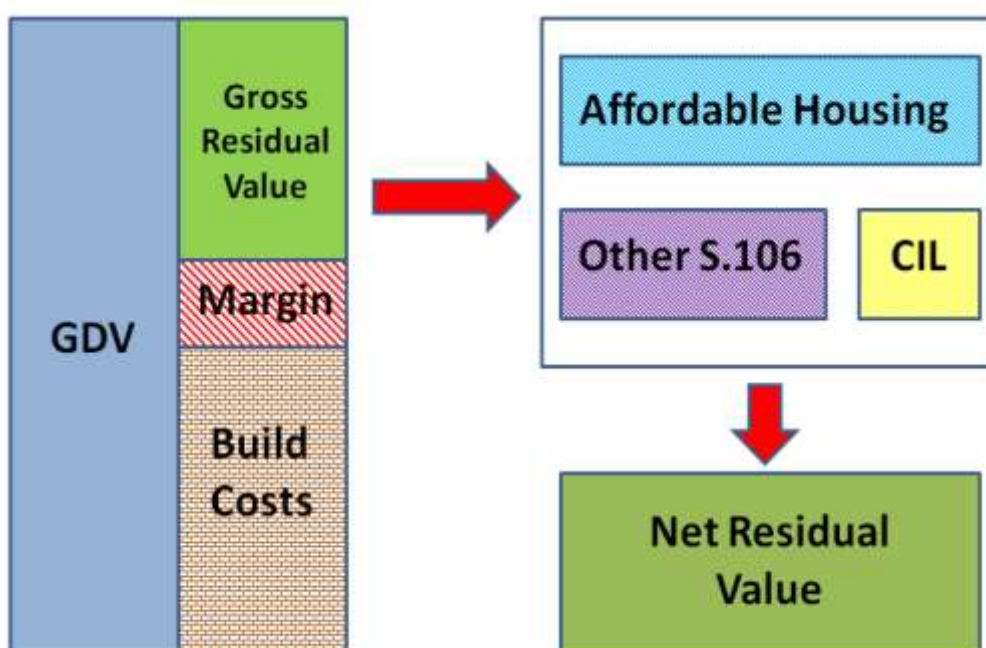 GDV
Gross
Residual
Value
Margin
Build
Costs
Affordable Housing
Other S.106
CIL
Net Residual
Value